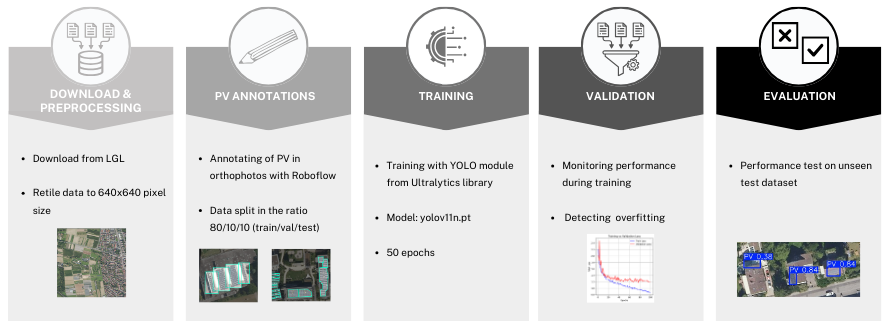 DOWNLOAD &
PREPROCESSING
• Download from LGL
• Retile data to 640x640 pixel
size
PV ANNOTATIONS
• Annotating of PV in
orthophotos with Roboflow
• Data split in the ratio
80/10/10 (train/val/test)
TRAINING
• Training with YOLO module
from Ultralytics library
• Model: yolov11n.pt
• 50 epochs
VALIDATION
• Monitoring performance
during training
• Detecting overfitting
EVALUATION
• Performance test on unseen
test dataset
PV 0.38
PV 0.84
PV 0.84